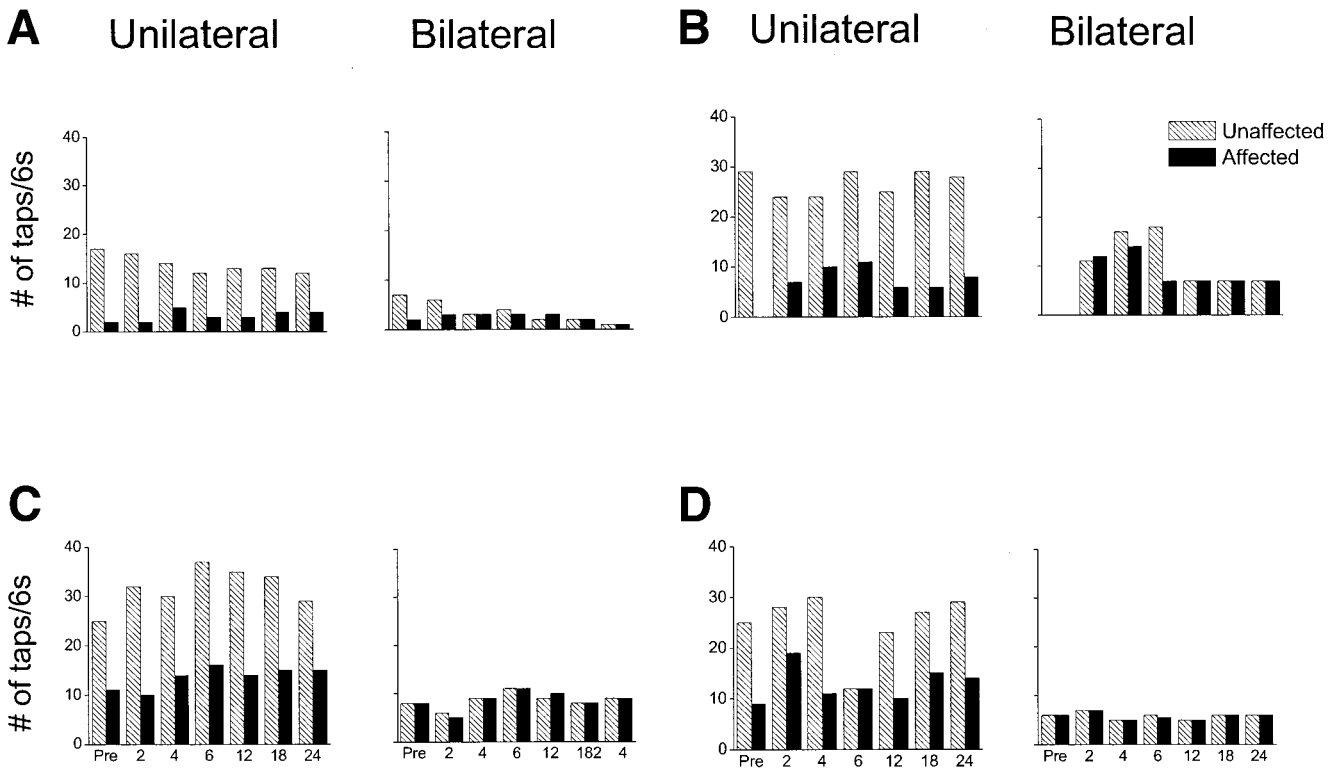 A Unilateral Bilateral B Unilateral Bilateral
Unaffected
Affected
# of taps/6s
40
30
20
10
0
40
30
20
10
0
C D
# of taps/6s
40
30
20
10
0
Pre 2 4 6 12 18 24
Pre 2 4 6 12 182 4
40
30
20
10
0
Pre 2 4 6 12 18 24
Pre 2 4 6 12 18 24